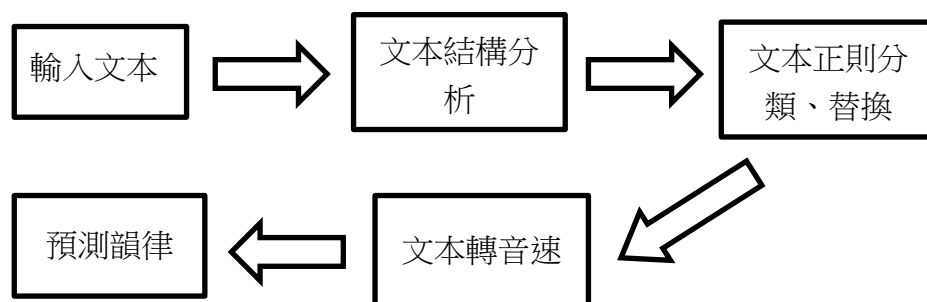 輸入文本
文本結構分
析
文本正則分
類、替換
文本轉音速
預測韻律